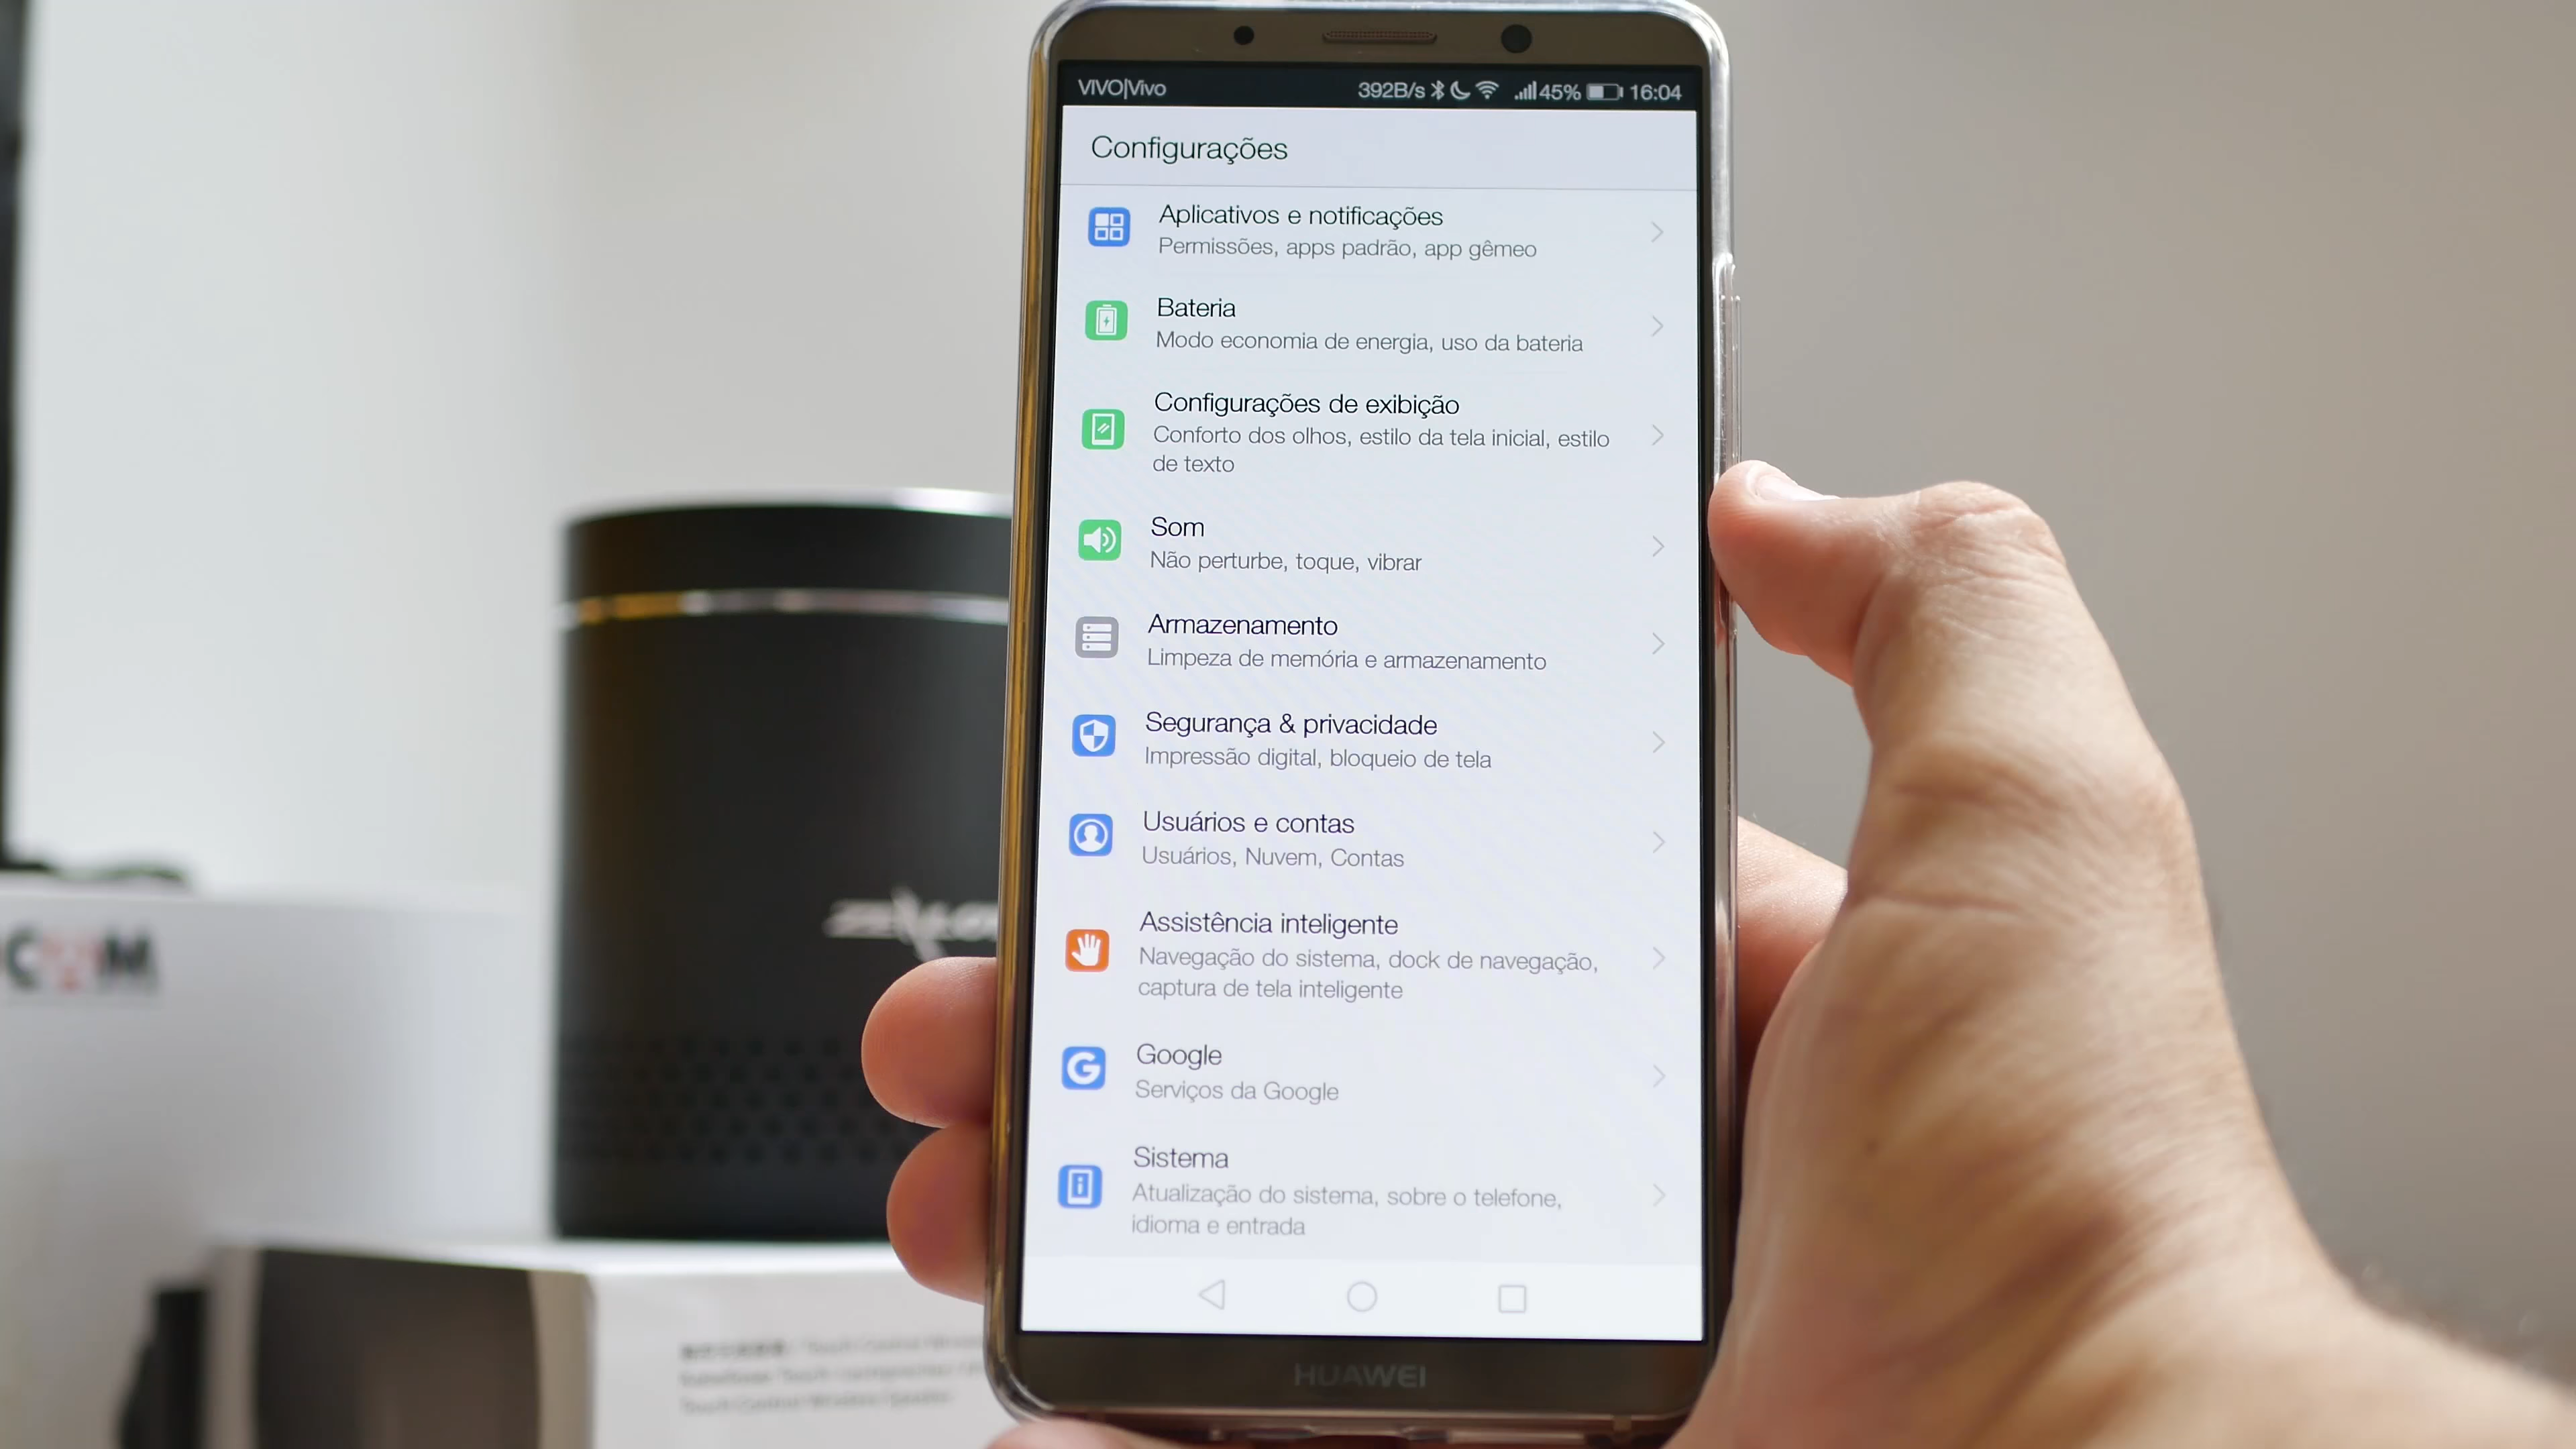 VIVO|Vivo
392B/s 45% 16:04
Configurações
Aplicativos e notificações
Permissões, apps padrão, app gêmeo
Bateria
Modo economia de energia, uso da bateria
Configurações de exibição
Conforto dos olhos, estilo da tela inicial, estilo
de texto
Som
Não perturbe, toque, vibrar
Armazenamento
Limpeza de memória e armazenamento
Segurança & privacidade
Impressão digital, bloqueio de tela
Usuários e contas
Usuários, Nuvem, Contas
Assistência inteligente
Navegação do sistema, dock de navegação,
captura de tela inteligente
Google
Serviços da Google
Sistema
Atualização do sistema, sobre o telefone,
idioma e entrada
HUAWEI